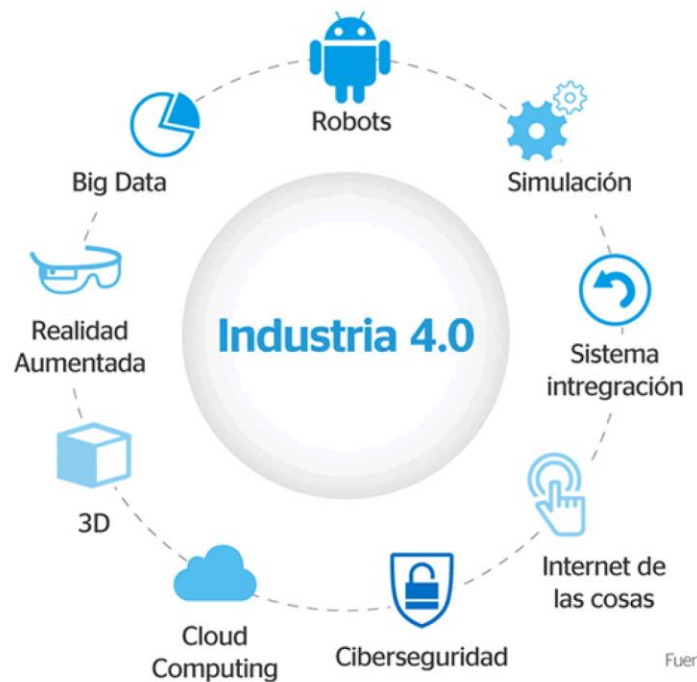 Robots
Big Data
Simulación
Realidad
Aumentada
Industria 4.0
Sistema
intregración
3D
Internet de
las cosas
Cloud
Computing
Ciberseguridad
Fuer